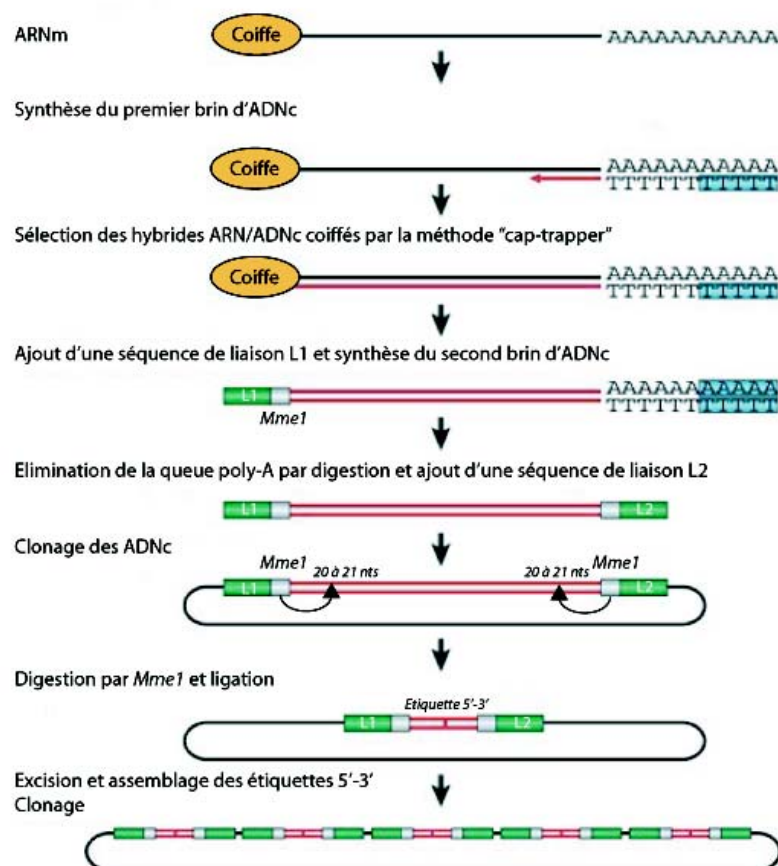 ARNm
Coiffe
AAAAAAAAAAA
Synthèse du premier brin d’ADNc
Coiffe
AAAAAAAAAAA
TTTTTTTTTTT
Sélection des hybrides ARN/ADNc coiffés par la méthode “cap-trapper”
Coiffe
AAAAAAAAAAA
TTTTTTTTTTT
Ajout d’une séquence de liaison L1 et synthèse du second brin d’ADNc
L1
AAAAAAAAAAA
TTTTTTTTTTT
Mme1
Elimination de la queue poly-A par digestion et ajout d’une séquence de liaison L2
L1 L2
Clonage des ADNc
Mme1 20 à 21 nts 20 à 21 nts Mme1
L1 L2
Digestion par Mme1 et ligation
Etiquette 5’-3’
L1 L2
Excision et assemblage des étiquettes 5’-3’
Clonage